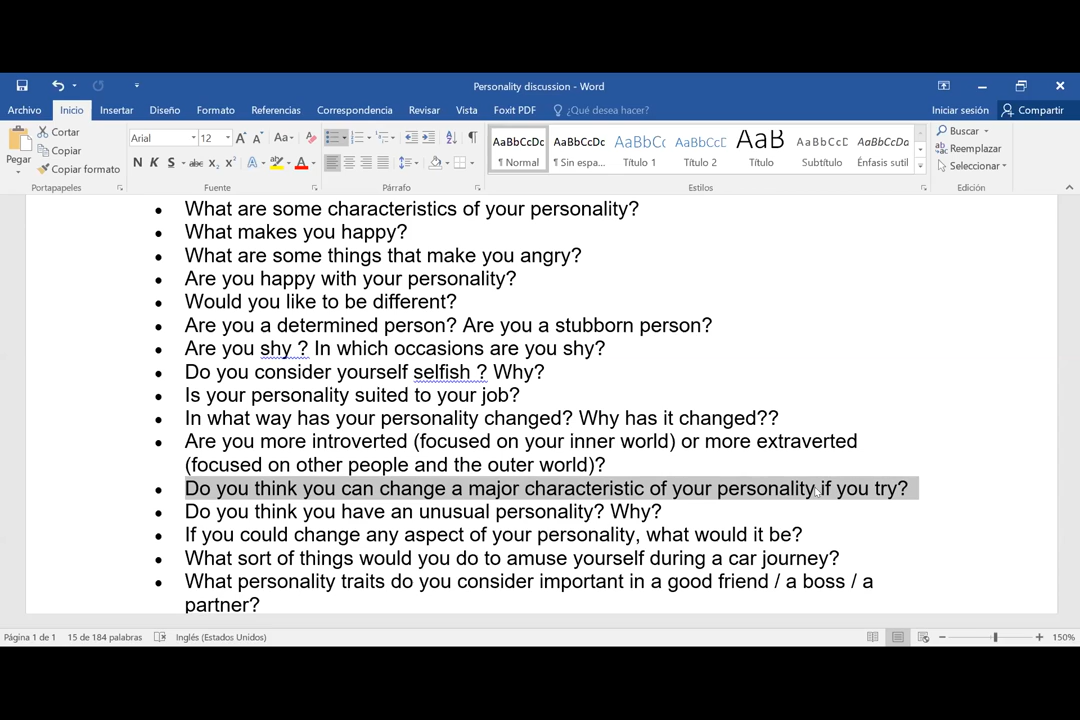 Personality discussion - Word
Archivo Inicio Insertar Diseño Formato Referencias Correspondencia Revisar Vista Foxit PDF ¿Qué desea hacer? Iniciar sesión Compartir
Pegar Cortar
Copiar
Copiar formato
Arial 12
AaBbCcDc AaBbCcDc AaBbCc AaBbCcC AaB AaBbCcD AaBbCcDc
¶ Normal ¶ Sin espa... Título 1 Título 2 Título Subtítulo Énfasis sutil
Buscar
Reemplazar
Seleccionar
Portapapeles Fuente Párrafo Estilos Edición
• What are some characteristics of your personality?
• What makes you happy?
• What are some things that make you angry?
• Are you happy with your personality?
• Would you like to be different?
• Are you a determined person? Are you a stubborn person?
• Are you shy ? In which occasions are you shy?
• Do you consider yourself selfish ? Why?
• Is your personality suited to your job?
• In what way has your personality changed? Why has it changed??
• Are you more introverted (focused on your inner world) or more extraverted
(focused on other people and the outer world)?
• Do you think you can change a major characteristic of your personality if you try?
• Do you think you have an unusual personality? Why?
• If you could change any aspect of your personality, what would it be?
• What sort of things would you do to amuse yourself during a car journey?
• What personality traits do you consider important in a good friend / a boss / a
partner?
Página 1 de 1 15 de 184 palabras Inglés (Estados Unidos) 150%